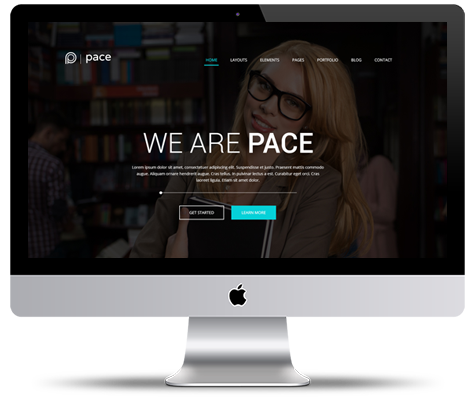 pace
HOME LAYOUTS ELEMENTS PAGES PORTFOLIO BLOG CONTACT
WE ARE PACE
Lorem ipsum dolor sit amet, consectetuer adipiscing elit. Suspendisse et justo. Praesent mattis commodo
augue. Aliquam ornare hendrerit augue. Cras tellus. In pulvinar lectus a est. Curabitur eget orci. Cras
laoreet ligula. Etiam sit amet dolor.
GET STARTED LEARN MORE